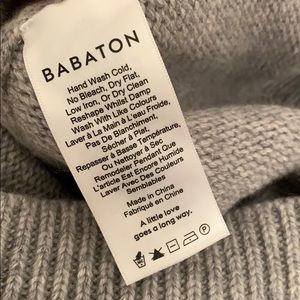 BABATON
Hand Wash Cold,
No Bleach, Dry Flat,
Low Iron, Or Dry Clean
Reshape Whilst Damp
Wash With Like Colours
Laver À La Main À L'eau Froide,
Pas De Blanchiment,
Sécher À Plat,
Repasser À Basse Température,
Ou Nettoyer À Sec
Remodeler Pendant Que
L'article Est Encore Humide
Laver Avec Des Couleurs
Semblables
Made in China
Fabriqué en Chine
A little love
goes a long way.